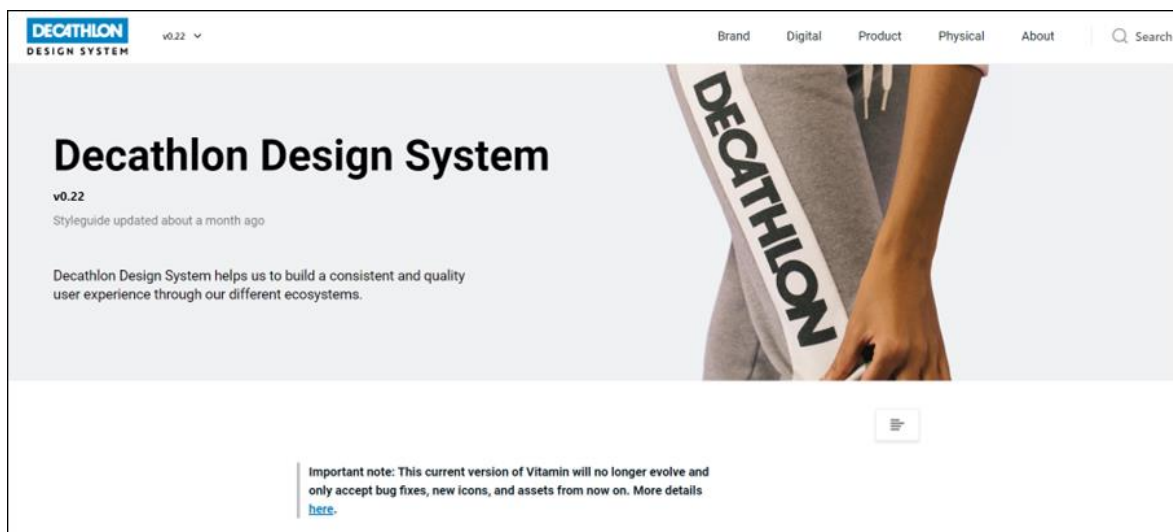 DECATHLON
DESIGN SYSTEM
v0.22
Brand Digital Product Physical About Search
Decathlon Design System
v0.22
Styleguide updated about a month ago
Decathlon Design System helps us to build a consistent and quality
user experience through our different ecosystems.
DECATHLON
Important note: This current version of Vitamin will no longer evolve and
only accept bug fixes, new icons, and assets from now on. More details
here.